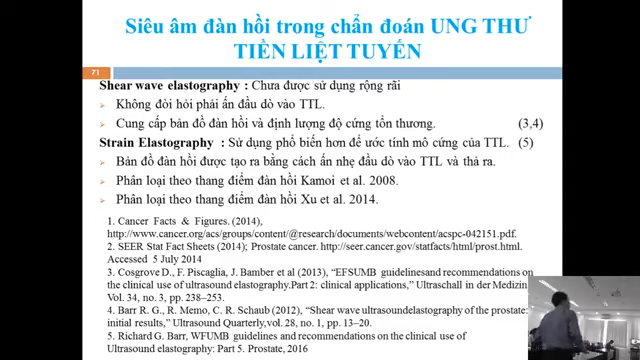 Siêu âm đàn hồi trong chẩn đoán UNG THƯ
TIỀN LIỆT TUYẾN
71
Shear wave elastography : Chưa được sử dụng rộng rãi
Không đòi hỏi phải ấn đầu dò vào TTL.
Cung cấp bản đồ đàn hồi và định lượng độ cứng tổn thương. (3,4)
Strain Elastography : Sử dụng phổ biến hơn để ước tính mô cứng của TTL. (5)
Bản đồ đàn hồi được tạo ra bằng cách ấn nhẹ đầu dò vào TTL và thả ra.
Phân loại theo thang điểm đàn hồi Kamoi et al. 2008.
Phân loại theo thang điểm đàn hồi Xu et al. 2014.
1. Cancer Facts & Figures. (2014),
http://www.cancer.org/acs/groups/content/@research/documents/webcontent/acspc-042151.pdf.
2. SEER Stat Fact Sheets (2014); Prostate cancer. http://seer.cancer.gov/statfacts/html/prost.html.
Accessed 5 July 2014
3. Cosgrove D., F. Piscaglia, J. Bamber et al (2013), “EFSUMB guidelinesand recommendations on
the clinical use of ultrasound elastography.Part 2: clinical applications,” Ultraschall in der Medizin,
Vol. 34, no. 3, pp. 238–253.
4. Barr R. G., R. Memo, C. R. Schaub (2012), “Shear wave ultrasoundelastography of the prostate:
initial results,” Ultrasound Quarterly,vol. 28, no. 1, pp. 13–20.
5. Richard G. Barr, WFUMB guidelines and recommendations on the clinical use of
Ultrasound elastography: Part 5. Prostate, 2016